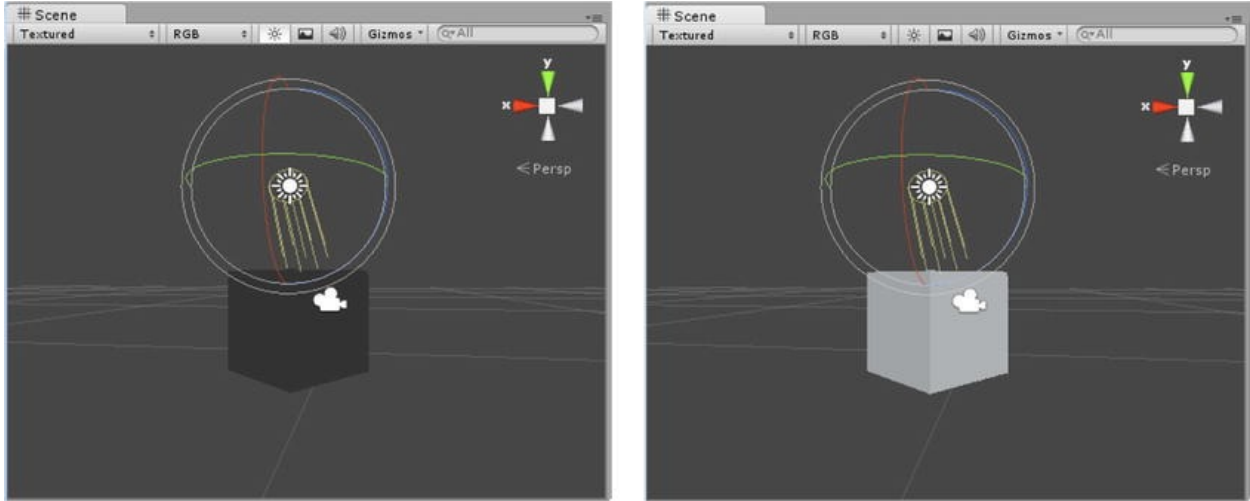 Scene
Textured RGB Gizmos All
y
x
Persp
Scene
Textured RGB Gizmos All
y
x
Persp